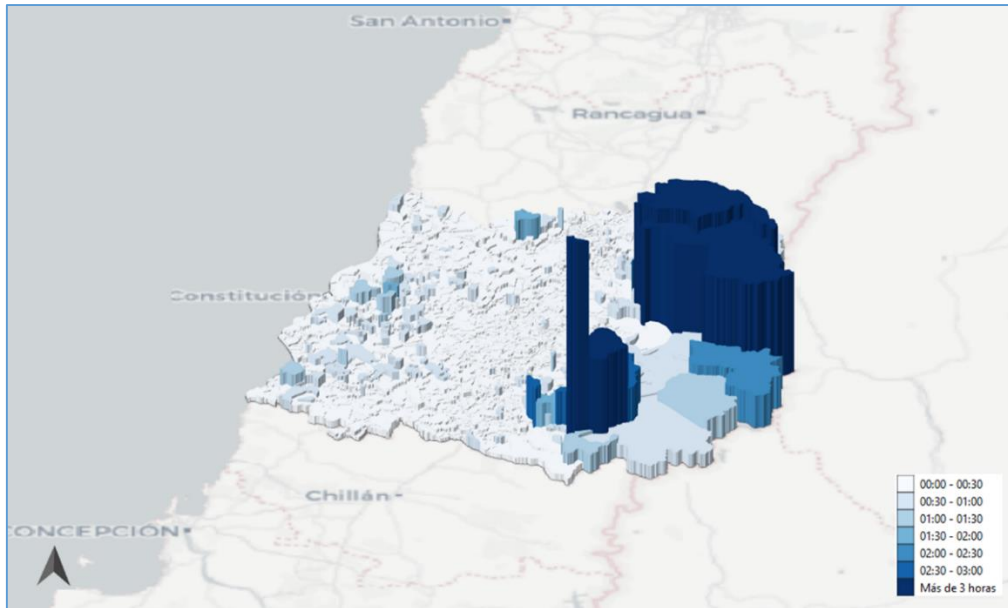 San Antonio
Rancagua
Constitución
Chillán
CONCEPCIÓN
00:00 - 00:30
00:30 - 01:00
01:00 - 01:30
01:30 - 02:00
02:00 - 02:30
02:30 - 03:00
Más de 3 horas